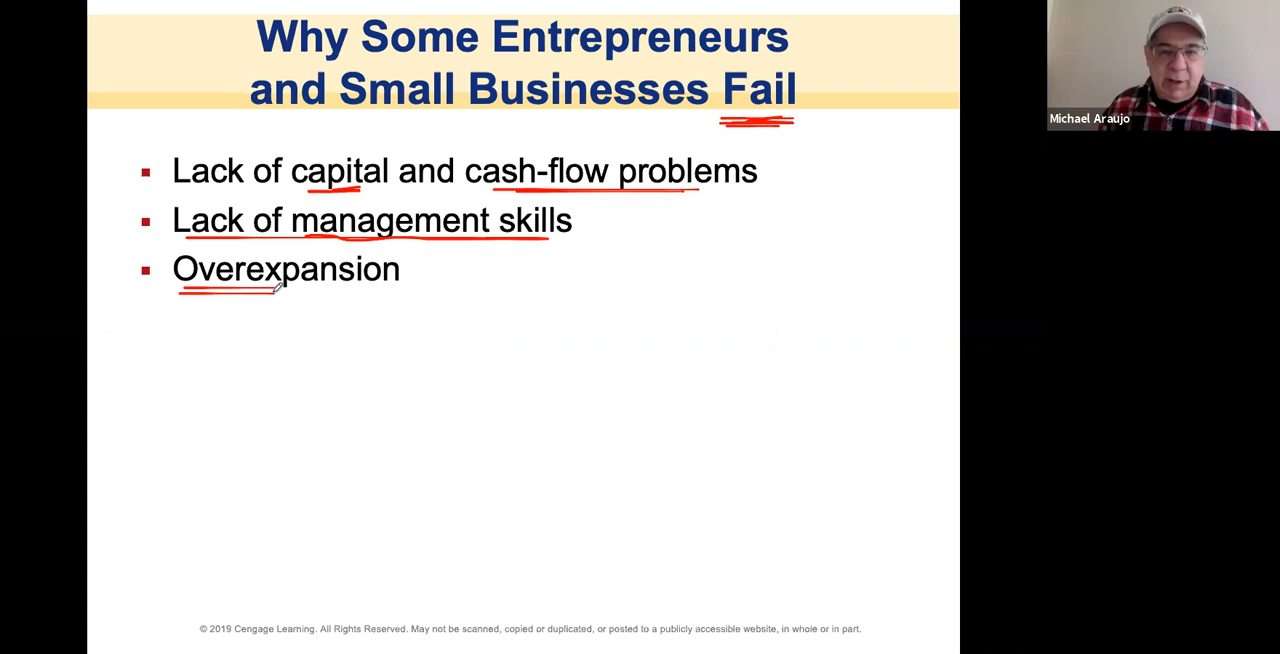 Why Some Entrepreneurs
and Small Businesses Fail
Michael Araujo
▪ Lack of capital and cash-flow problems
▪ Lack of management skills
▪ Overexpansion
© 2019 Cengage Learning. All Rights Reserved. May not be scanned, copied or duplicated, or posted to a publicly accessible website, in whole or in part.